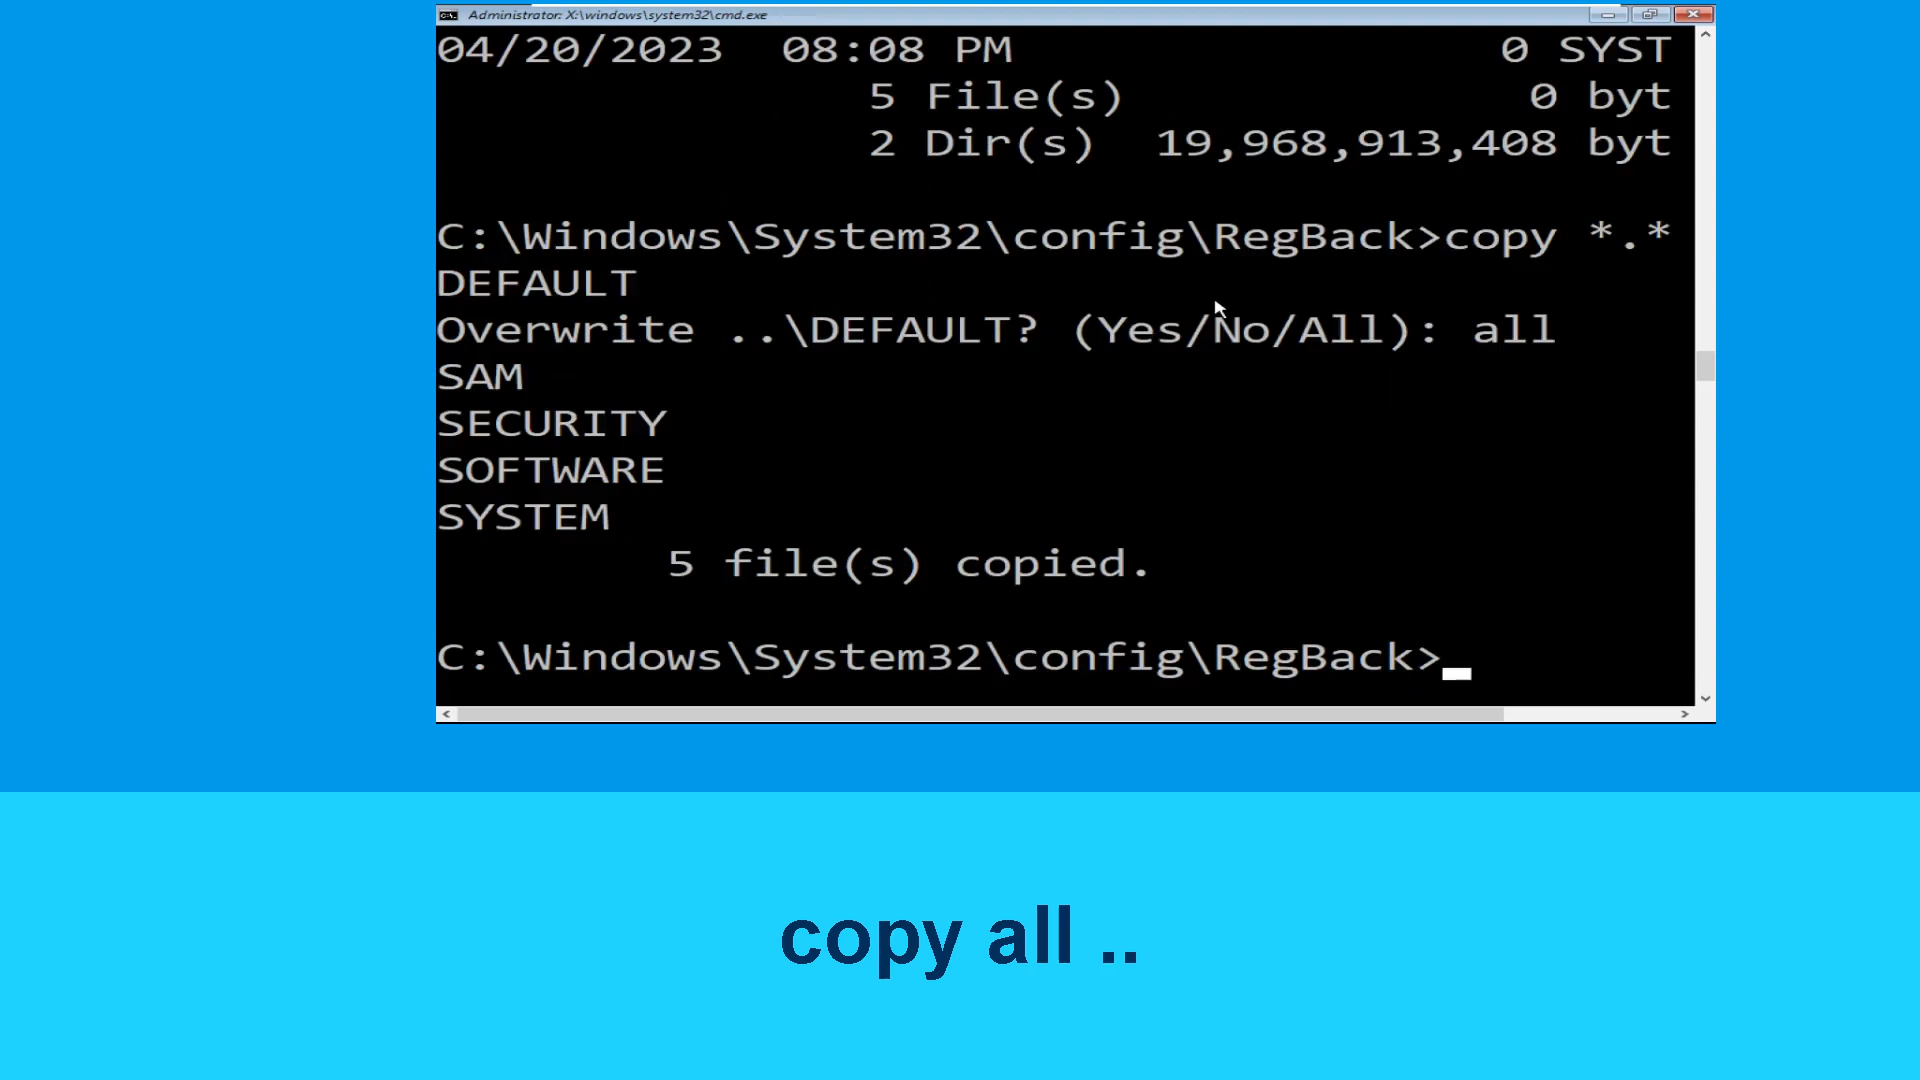 Administrator: X:\windows\system32\cmd.exe
04/20/2023  08:08 PM                 0 SYST
               5 File(s)              0 byt
               2 Dir(s)  19,968,913,408 byt
C:\Windows\System32\config\RegBack>copy *.*
DEFAULT
Overwrite ..\DEFAULT? (Yes/No/All): all
SAM
SECURITY
SOFTWARE
SYSTEM
        5 file(s) copied.
C:\Windows\System32\config\RegBack>
copy all ..